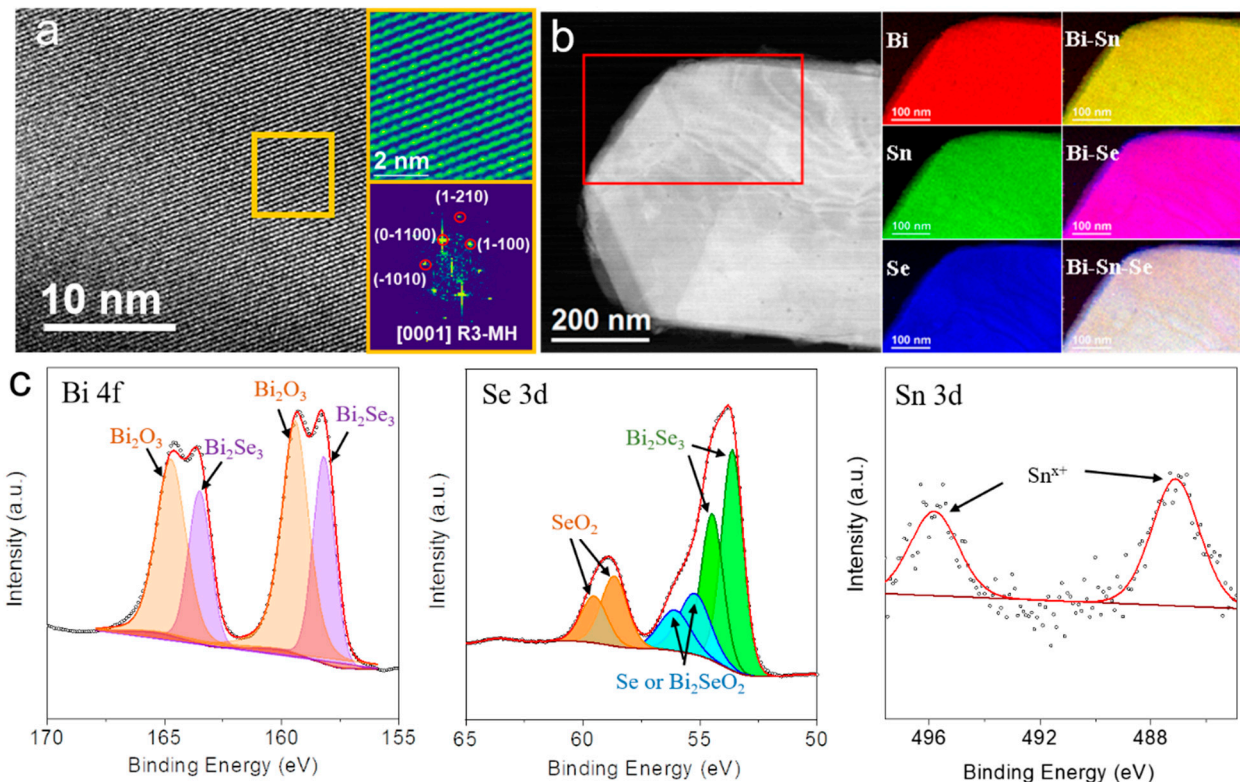 a
10 nm
2 nm
(1-210)
(0-1100)
(1-100)
(-1010)
[0001] R3-MH
b
200 nm
Bi
100 nm
Bi-Sn
100 nm
Sn
100 nm
Bi-Se
100 nm
Se
100 nm
Bi-Sn-Se
100 nm
c
Bi 4f
Bi₂O₃
Bi₂Se₃
Bi₂O₃
Bi₂Se₃
Intensity (a.u.)
170
165
160
155
Binding Energy (eV)
Se 3d
Bi₂Se₃
SeO₂
Se or Bi₂SeO₂
Intensity (a.u.)
65
60
55
50
Binding Energy (eV)
Sn 3d
Snˣ⁺
Intensity (a.u.)
496
492
488
Binding Energy (eV)